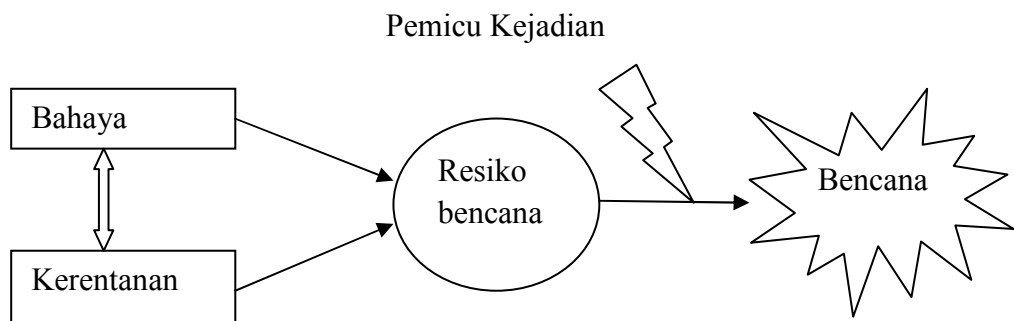 Pemicu Kejadian
Bahaya
Resiko
bencana
Bencana
Kerentanan